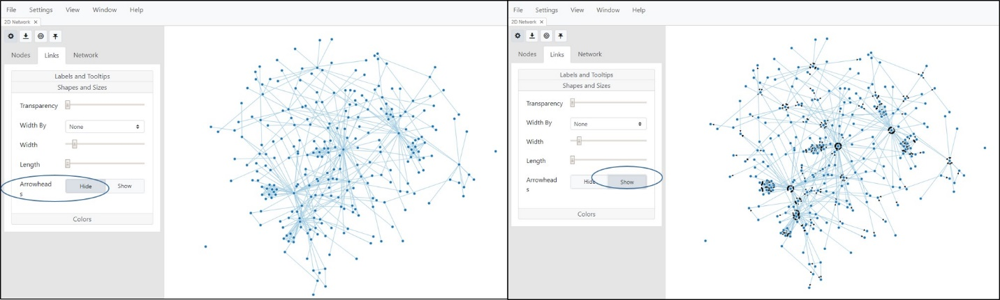 File Settings View Window Help
2D Network ×
Nodes Links Network
Labels and Tooltips
Shapes and Sizes
Transparency
Width By None
Width
Length
Arrowhead
s
Hide Show
Colors
File Settings View Window Help
2D Network ×
Nodes Links Network
Labels and Tooltips
Shapes and Sizes
Transparency
Width By None
Width
Length
Arrowhead
s
Hide Show
Colors